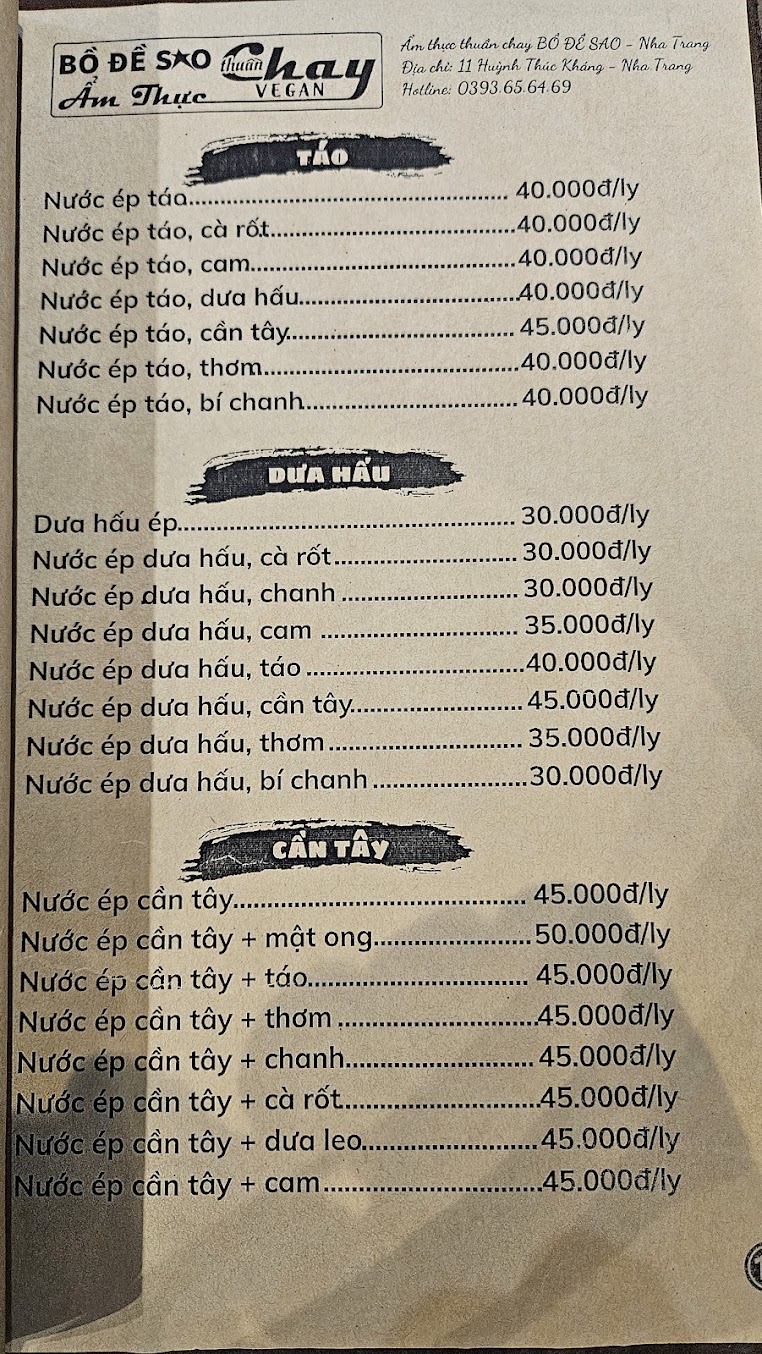 BỒ ĐỀ SAO thuần Chay
Ẩm Thực VEGAN
Ẩm thực thuần chay BỒ ĐỀ SAO - Nha Trang
Địa chỉ: 11 Huỳnh Thúc Kháng - Nha Trang
Hotline: 0393.65.64.69
TÁO
Nước ép táo.......................................... 40.000đ/ly
Nước ép táo, cà rốt...................................40.000đ/ly
Nước ép táo, cam......................................40.000đ/ly
Nước ép táo, dưa hấu................................40.000đ/ly
Nước ép táo, cần tây................................. 45.000đ/ly
Nước ép táo, thơm.....................................40.000đ/ly
Nước ép táo, bí chanh............................... 40.000đ/ly
DƯA HẤU
Dưa hấu ép................................................ 30.000đ/ly
Nước ép dưa hấu, cà rốt.......................... 30.000đ/ly
Nước ép dưa hấu, chanh ......................... 30.000đ/ly
Nước ép dưa hấu, cam ............................ 35.000đ/ly
Nước ép dưa hấu, táo ...............................40.000đ/ly
Nước ép dưa hấu, cần tây........................ 45.000đ/ly
Nước ép dưa hấu, thơm........................... 35.000đ/ly
Nước ép dưa hấu, bí chanh ......................30.000đ/ly
CẦN TÂY
Nước ép cần tây......................................... 45.000đ/ly
Nước ép cần tây + mật ong......................50.000đ/ly
Nước ép cần tây + táo............................... 45.000đ/ly
Nước ép cần tây + thơm ............................45.000đ/ly
Nước ép cần tây + chanh.......................... 45.000đ/ly
Nước ép cần tây + cà rốt............................45.000đ/ly
Nước ép cần tây + dưa leo........................ 45.000đ/ly
Nước ép cần tây + cam..............................45.000đ/ly